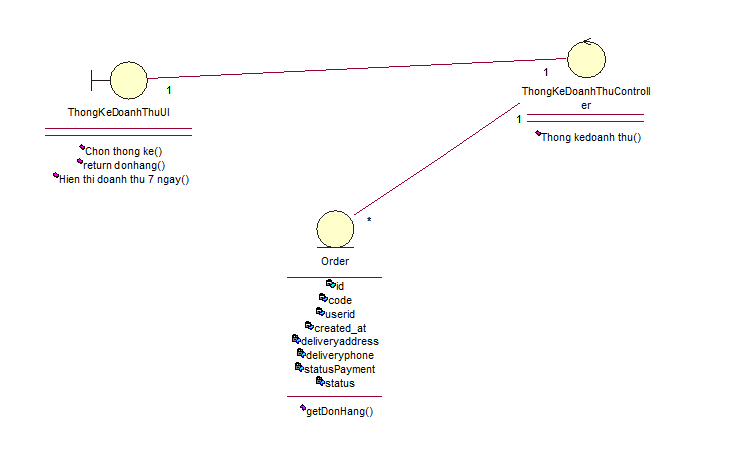 1
1
ThongKeDoanhThuUI
ThongKeDoanhThuControll
er
1
Thong kedoanh thu()
Chon thong ke()
return donhang()
Hien thi doanh thu 7 ngay()
*
Order
id
code
userid
created_at
deliveryaddress
deliveryphone
statusPayment
status
getDonHang()